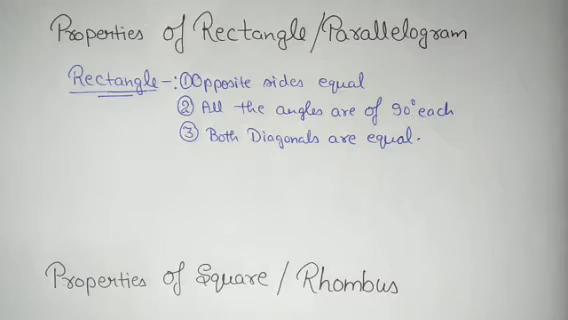 Properties of Rectangle/Parallelogram
Rectangle -: ① Opposite sides equal
② All the angles are of 90° each
③ Both Diagonals are equal.
Properties of Square / Rhombus